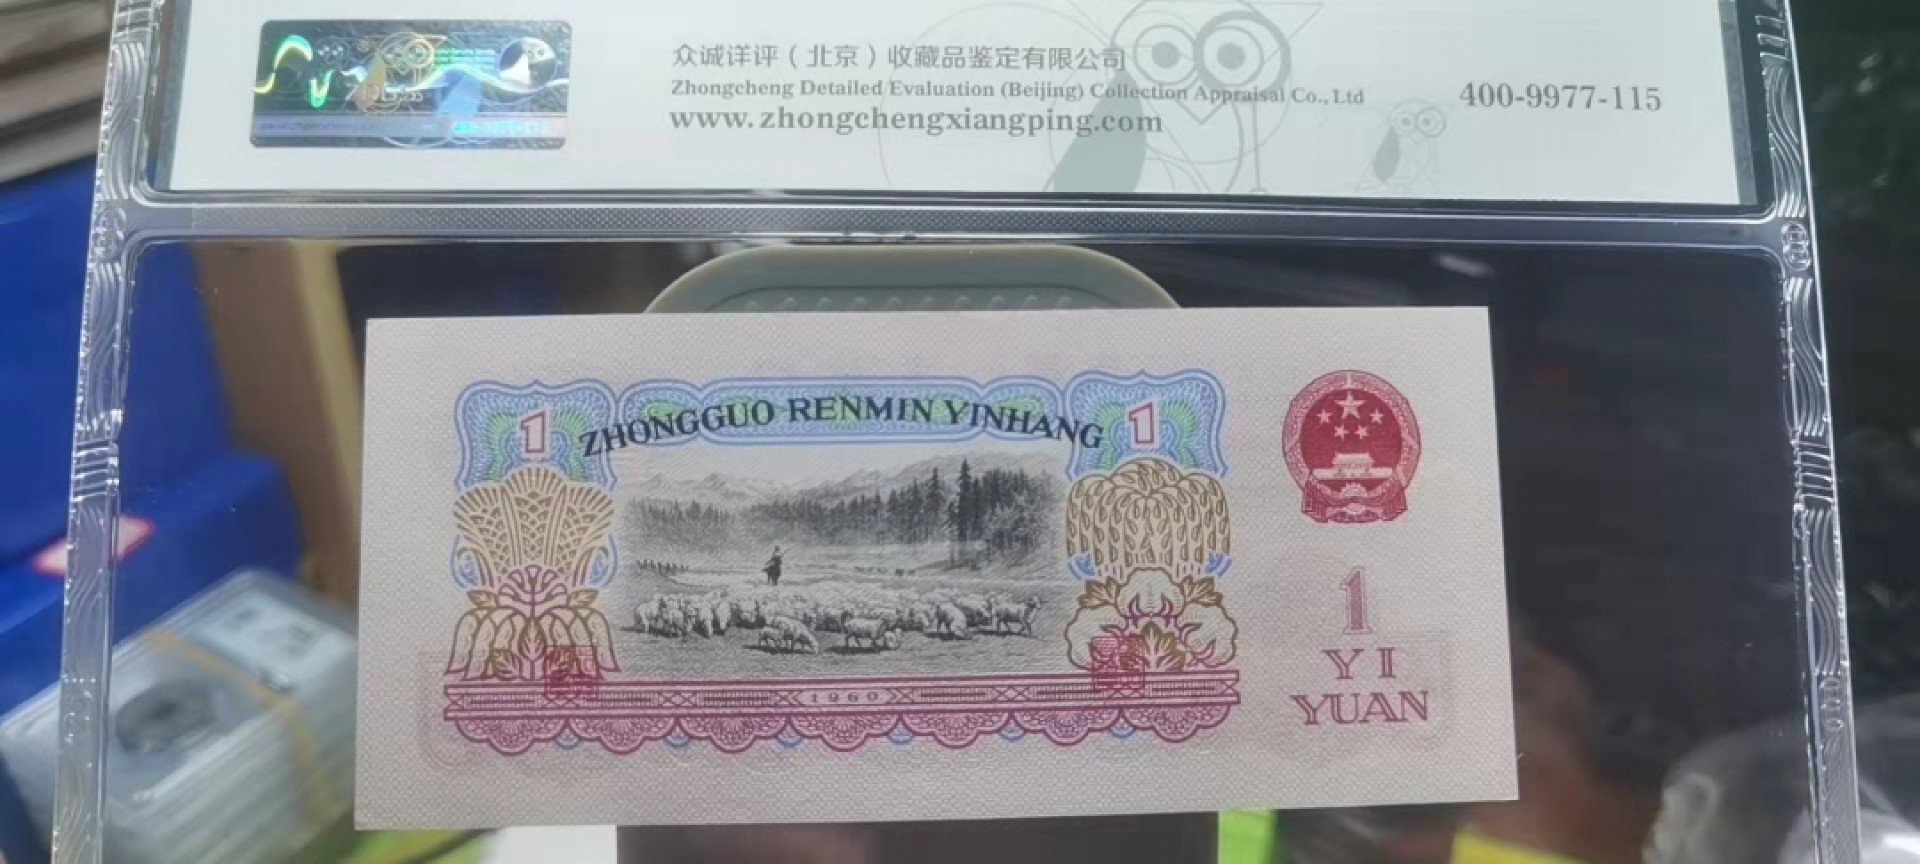 众诚详评（北京）收藏品鉴定有限公司
Zhongcheng Detailed Evaluation (Beijing) Collection Appraisal Co., Ltd
www.zhongchengxiangping.com
400-9977-115
ZHONGGUO RENMIN YINHANG
1
1
1
YI
YUAN
1960